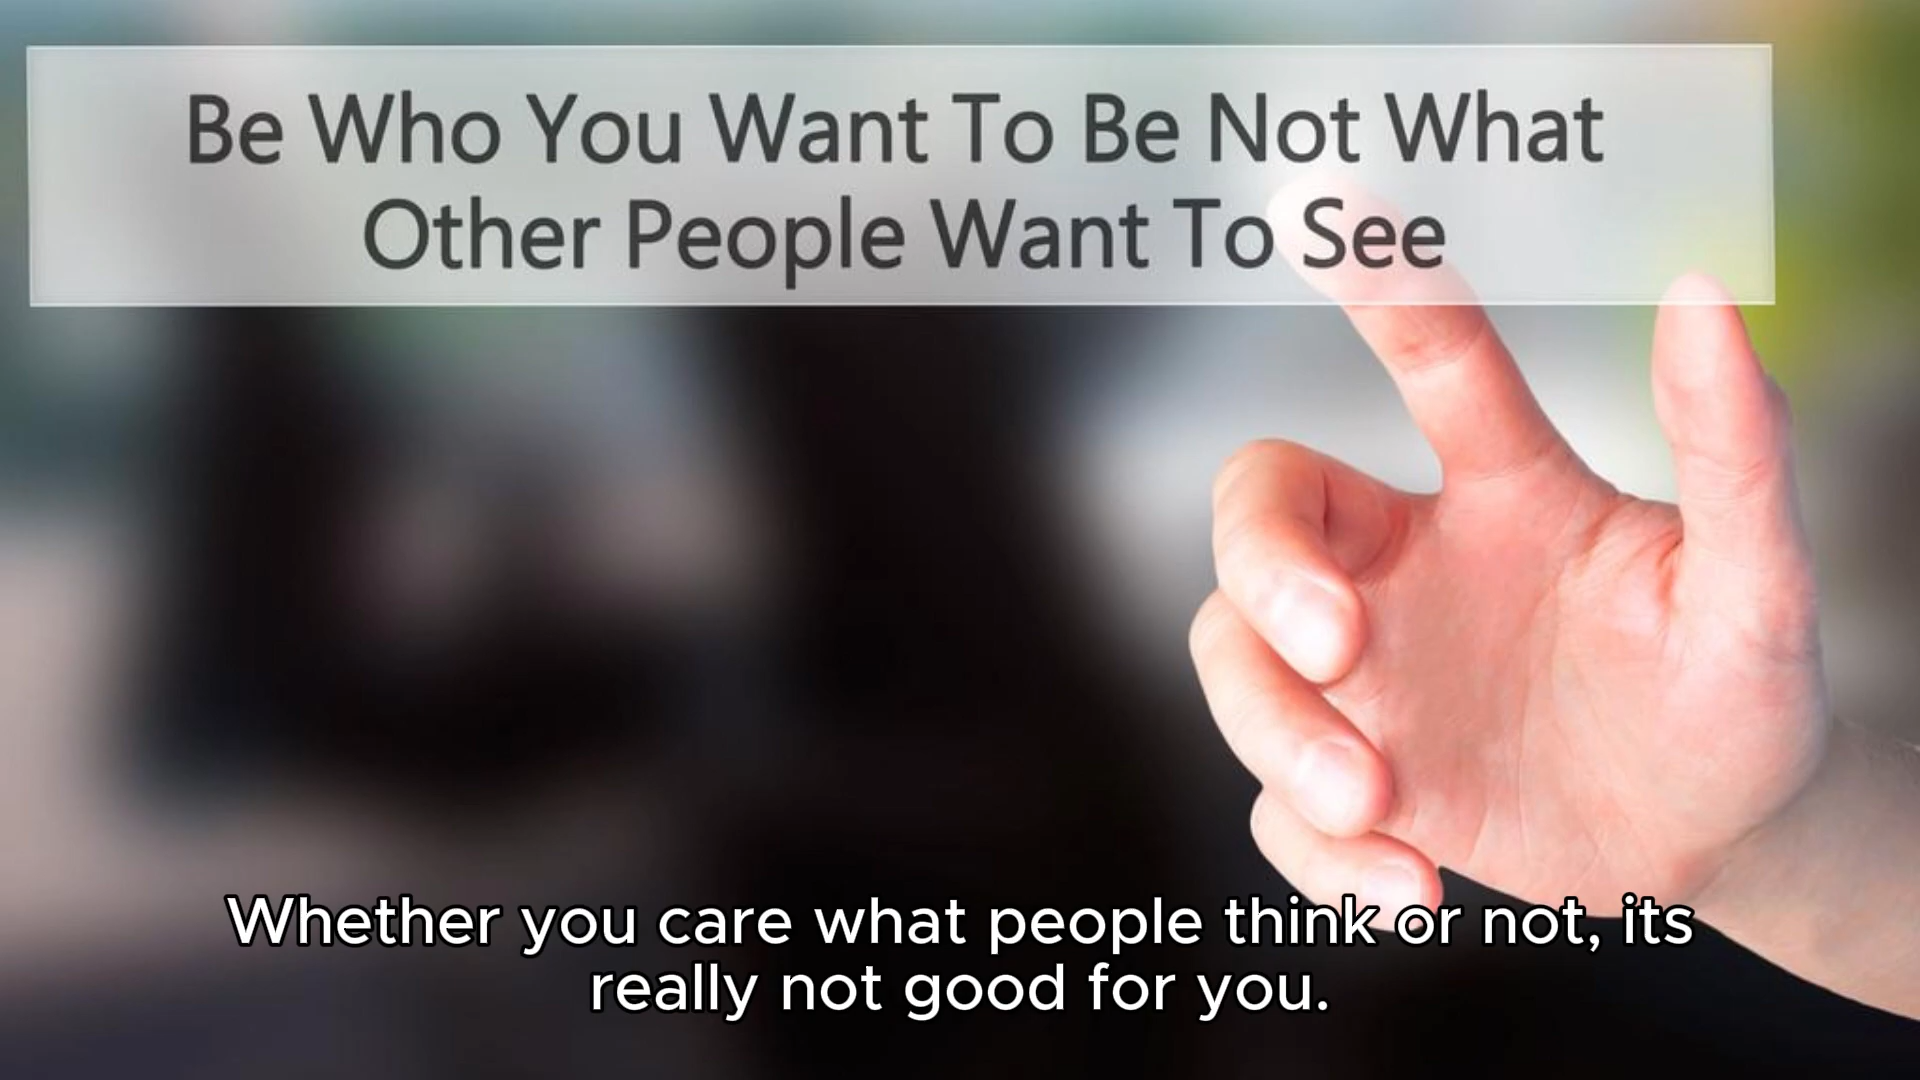 Be Who You Want To Be Not What
Other People Want To See
Whether you care what people think or not, its
really not good for you.